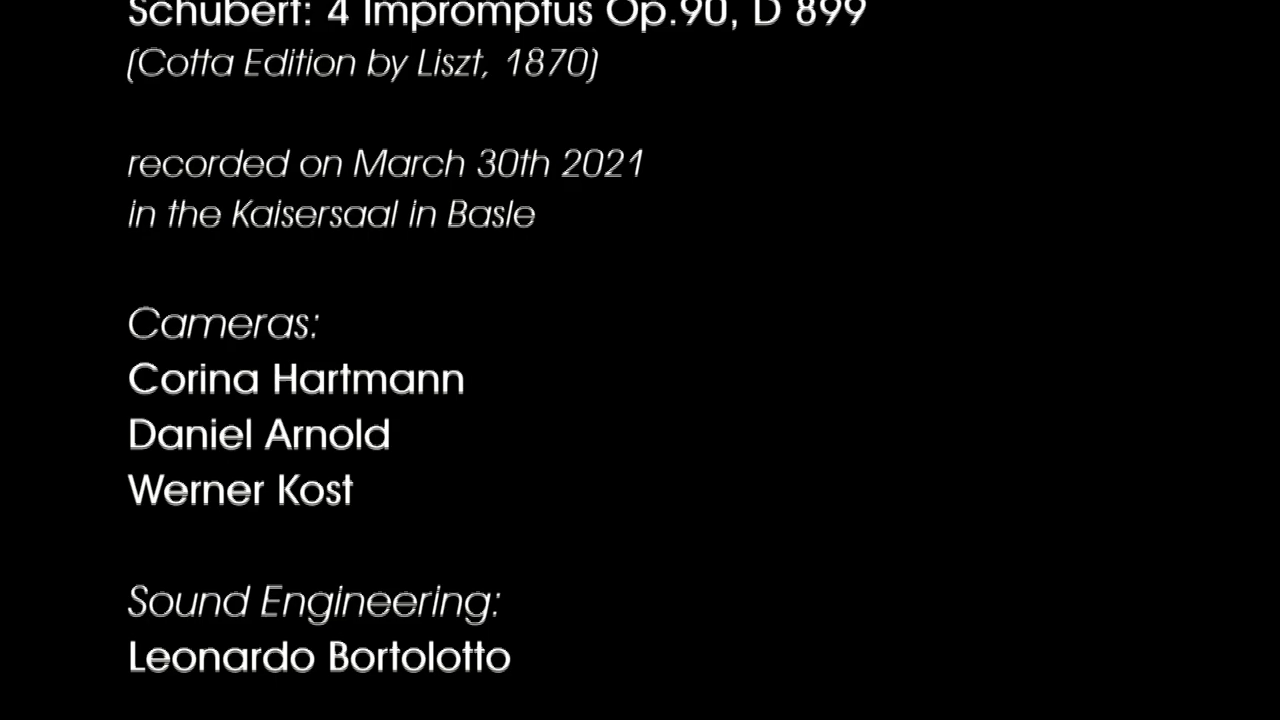 Schubert: 4 Impromptus Op.90, D 899
(Cotta Edition by Liszt, 1870)
recorded on March 30th 2021
in the Kaisersaal in Basle
Cameras:
Corina Hartmann
Daniel Arnold
Werner Kost
Sound Engineering:
Leonardo Bortolotto